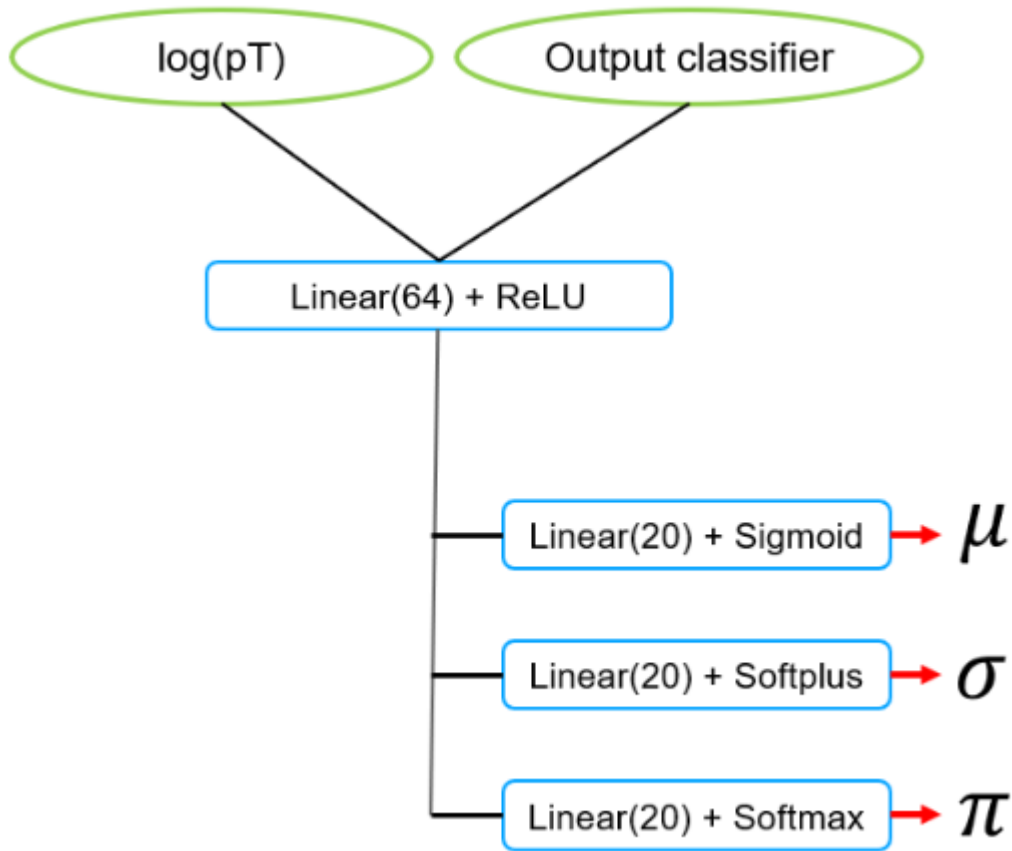 log(pT)
Output classifier
Linear(64) + ReLU
Linear(20) + Sigmoid
μ
Linear(20) + Softplus
σ
Linear(20) + Softmax
π